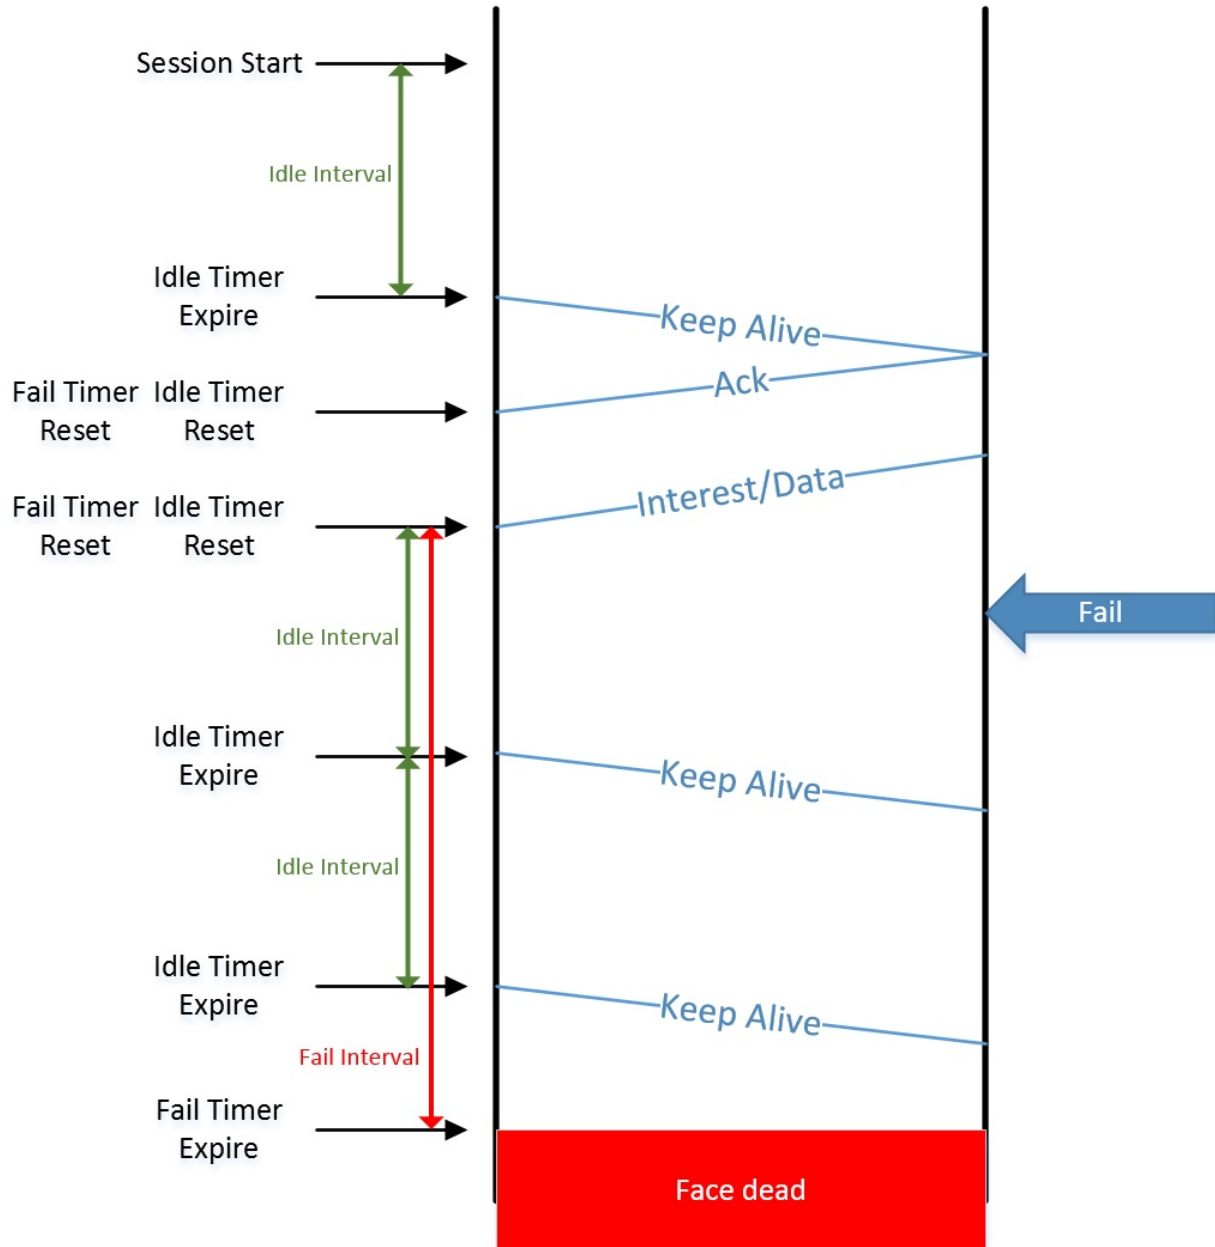 Session Start
Idle Interval
Idle Timer
Expire
Keep Alive
Ack
Fail Timer Idle Timer
Reset Reset
Interest/Data
Fail Timer Idle Timer
Reset Reset
Fail
Idle Interval
Idle Timer
Expire
Keep Alive
Idle Interval
Idle Timer
Expire
Keep Alive
Fail Interval
Fail Timer
Expire
Face dead